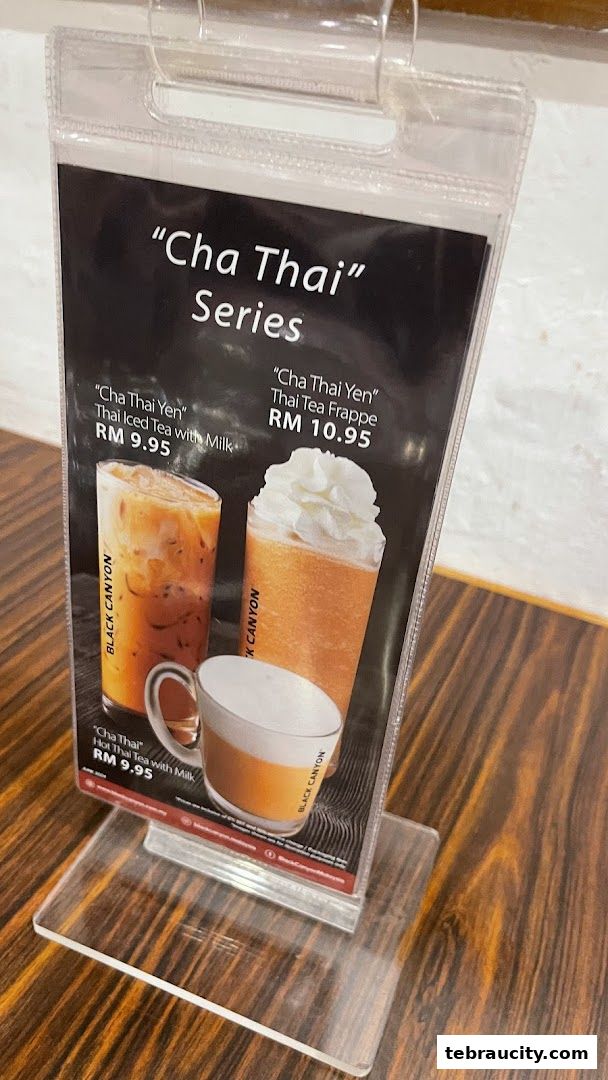 “Cha Thai”
Series
“Cha Thai Yen”
Thai Iced Tea with Milk
RM 9.95
“Cha Thai Yen”
Thai Tea Frappe
RM 10.95
BLACK CANYON
K CANYON
BLACK CANYON
“Cha Thai”
Hot Thai Tea with Milk
RM 9.95
BlackCanyonMalaysia
tebraucity.com